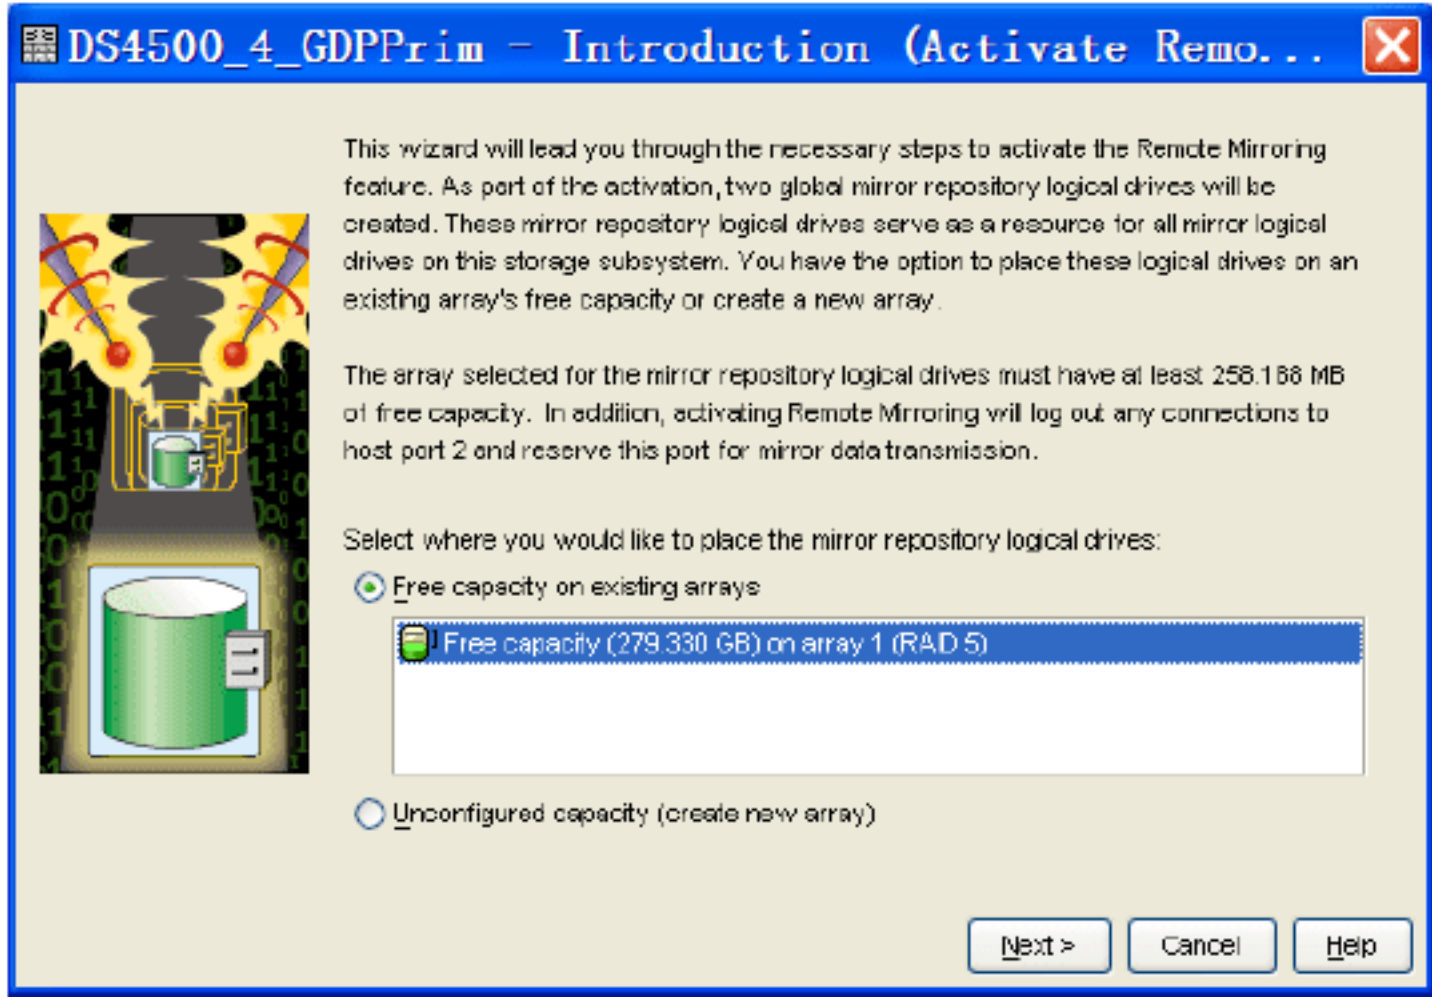 DS4500_4_GDPPrim - Introduction (Activate Remo...
This wizard will lead you through the necessary steps to activate the Remote Mirroring
feature. As part of the activation, two global mirror repository logical drives will be
created. These mirror repository logical drives serve as a resource for all mirror logical
drives on this storage subsystem. You have the option to place these logical drives on an
existing array's free capacity or create a new array.
The array selected for the mirror repository logical drives must have at least 258.188 MB
of free capacity. In addition, activating Remote Mirroring will log out any connections to
host port 2 and reserve this port for mirror data transmission.
Select where you would like to place the mirror repository logical drives:
Free capacity on existing arrays
Free capacity (279.330 GB) on array 1 (RAID 5)
Unconfigured capacity (create new array)
Next >
Cancel
Help